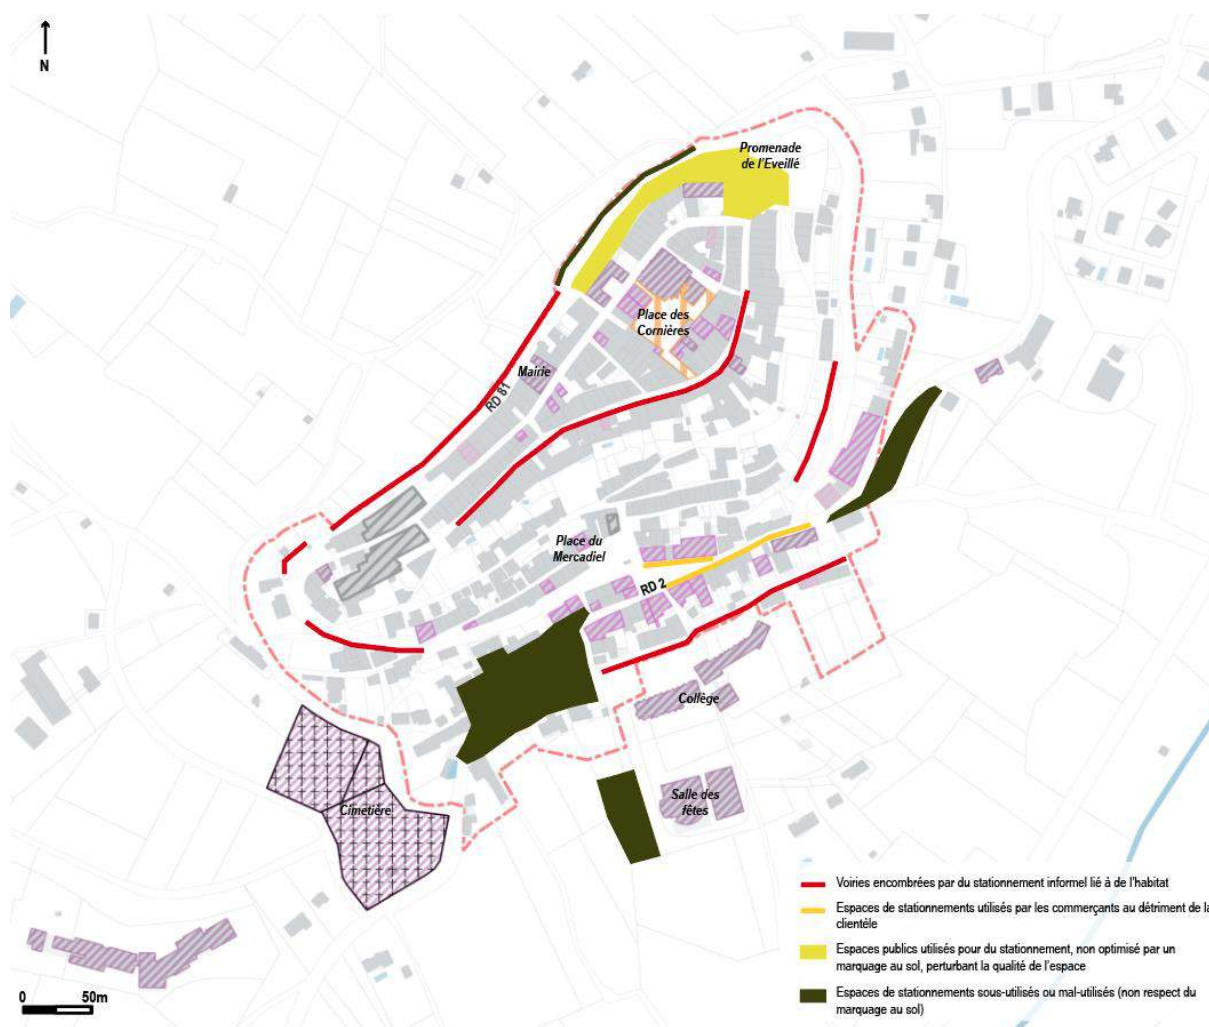 N
Promenade
de l'Eveillé
Place des
Cornières
Mairie
RD 81
Place du
Mercadiel
RD 2
Collège
Salle des
fêtes
Cimetière
Voiries encombrées par du stationnement informel lié à de l'habitat
Espaces de stationnements utilisés par les commerçants au détriment de la
clientèle
Espaces publics utilisés pour du stationnement, non optimisé par un
marquage au sol, perturbant la qualité de l'espace
Espaces de stationnements sous-utilisés ou mal-utilisés (non respect du
marquage au sol)
0 50m